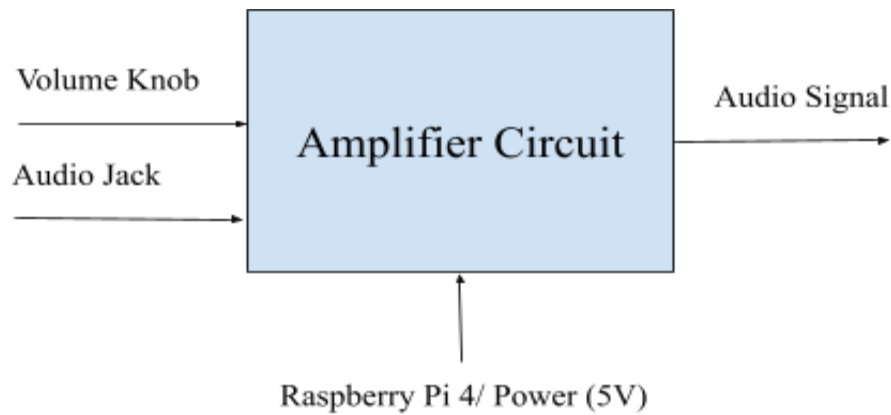 Volume Knob
Audio Signal
Amplifier Circuit
Audio Jack
Raspberry Pi 4/ Power (5V)